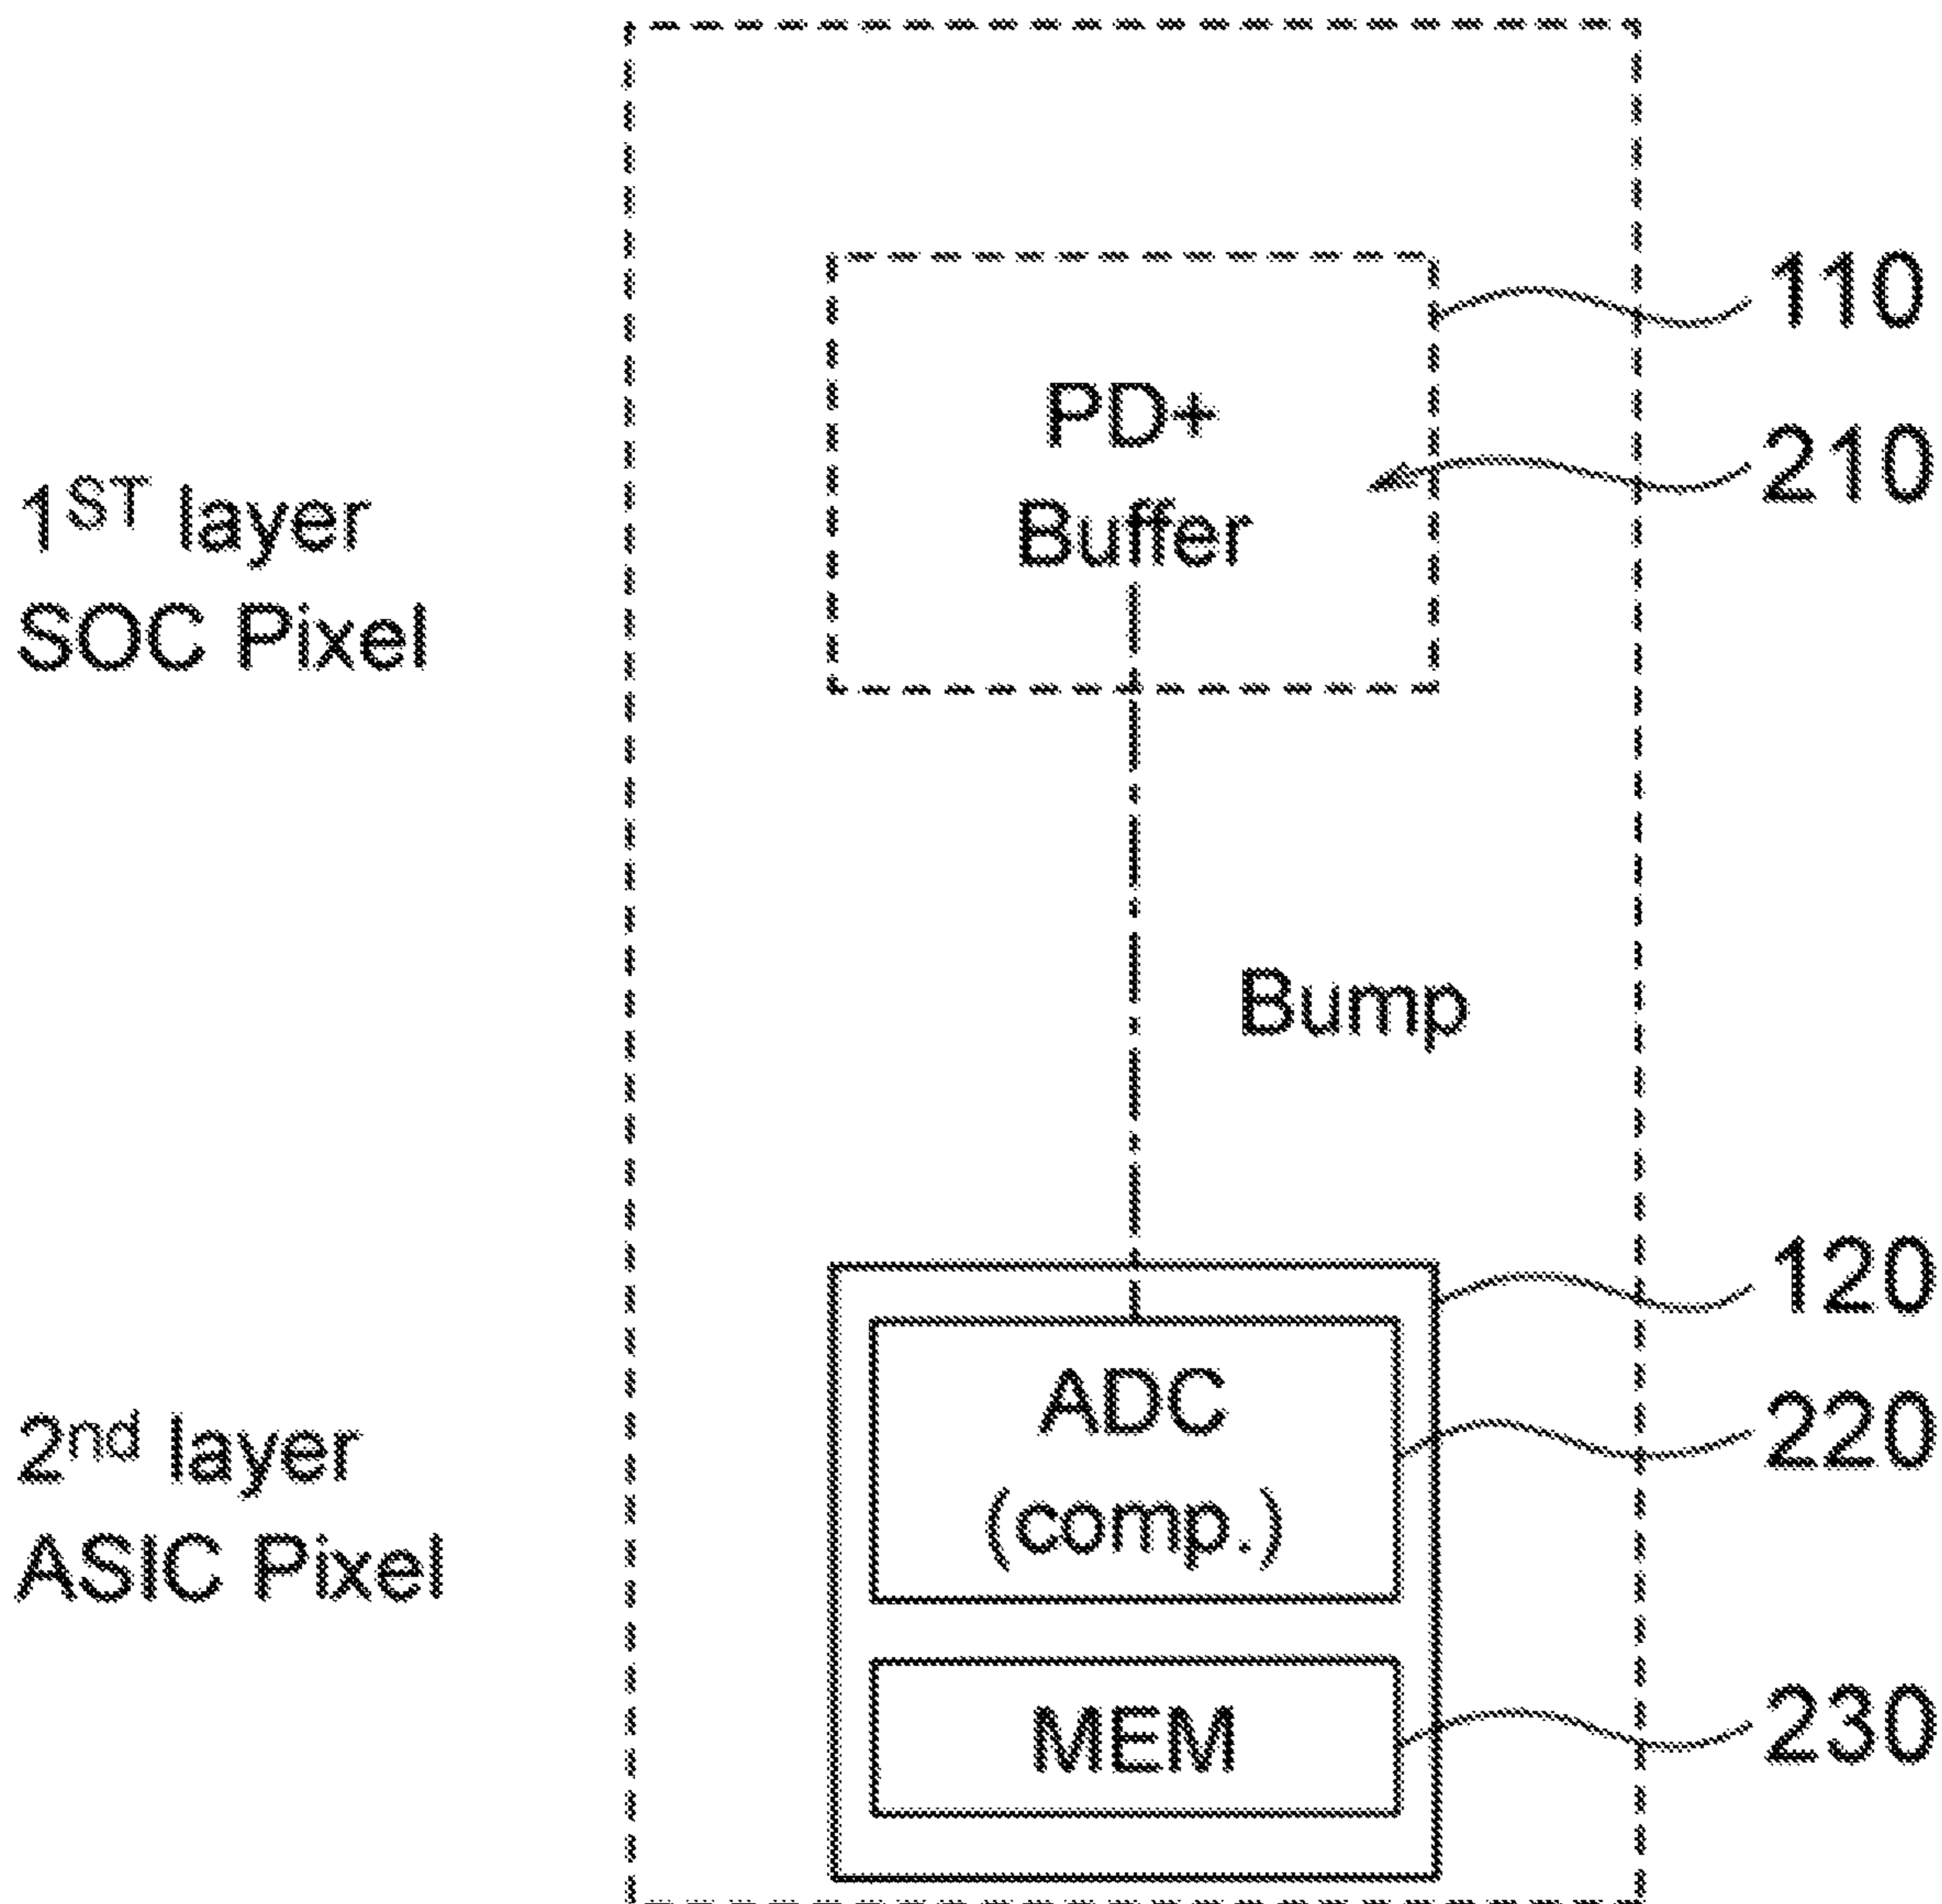 110
PD+
210
Buffer
1ST layer
SOC Pixel
Bump
120
ADC
220
2nd layer
(comp.)
ASIC Pixel
MEM
230